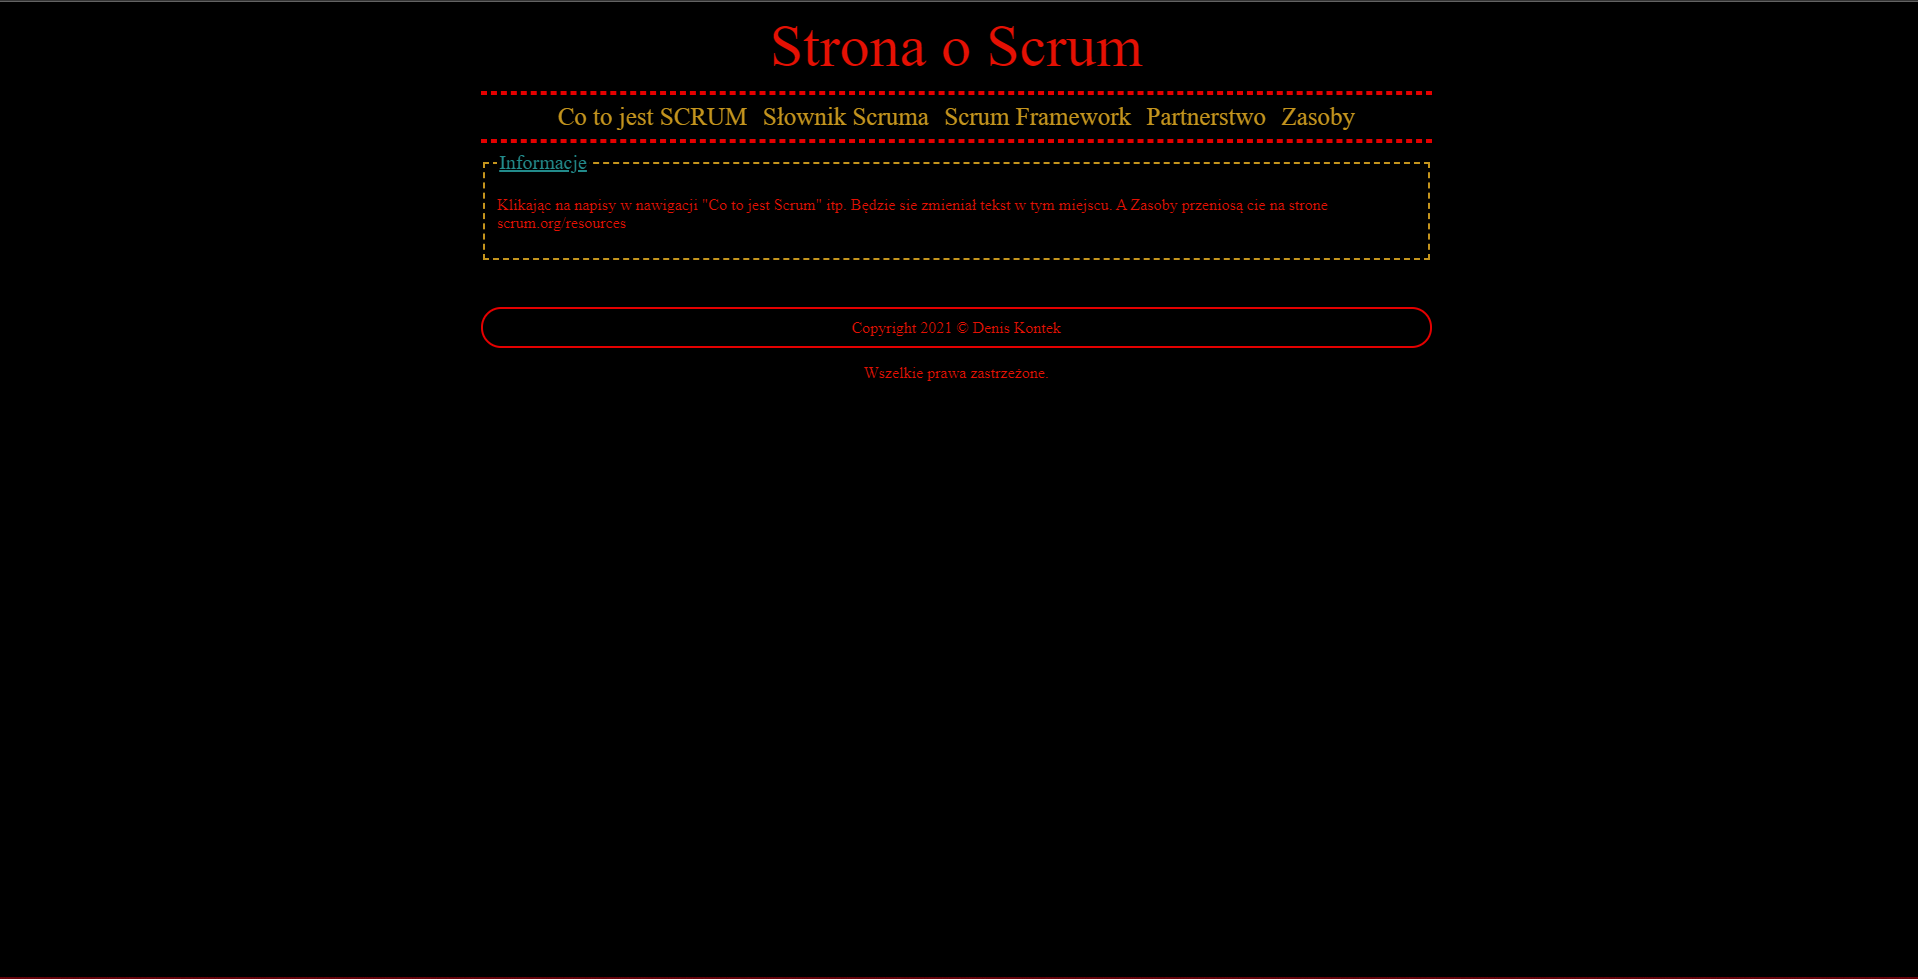 Strona o Scrum
Co to jest SCRUM Słownik Scruma Scrum Framework Partnerstwo Zasoby
Informacje
Klikając na napisy w nawigacji "Co to jest Scrum" itp. Będzie sie zmieniał tekst w tym miejscu. A Zasoby przeniosą cie na strone
scrum.org/resources
Copyright 2021 © Denis Kontek
Wszelkie prawa zastrzeżone.